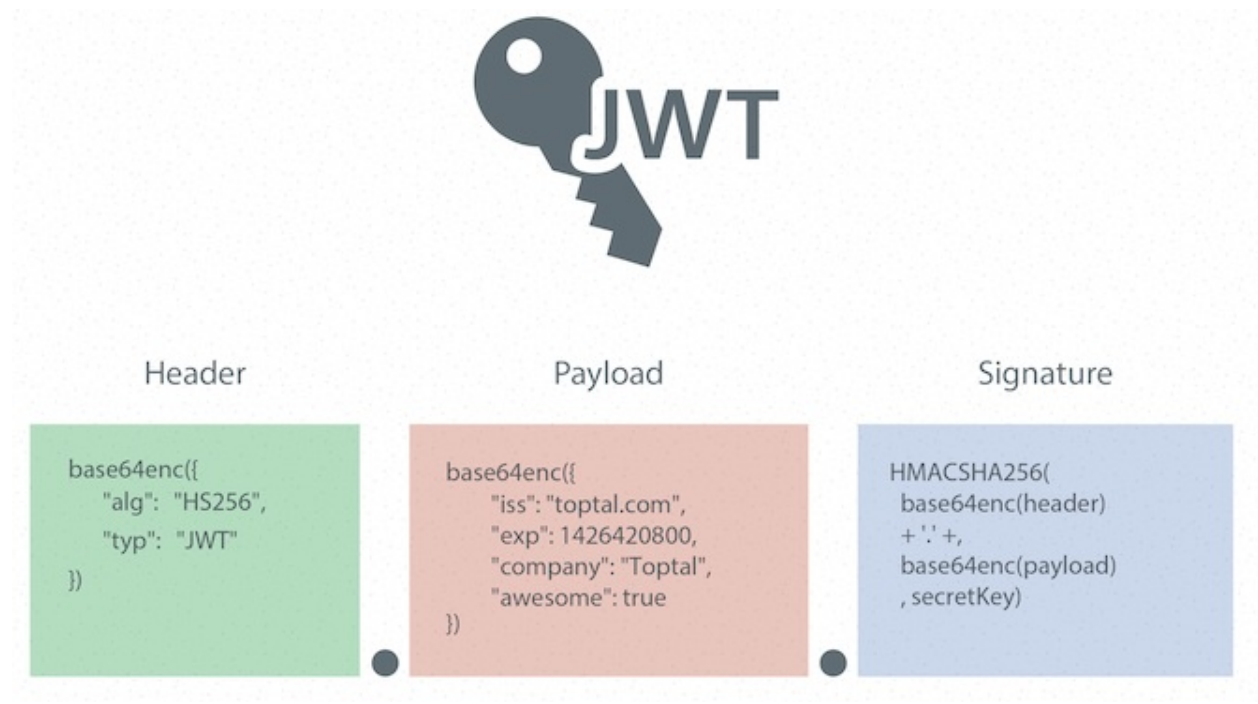 JWT
Header
Payload
Signature
base64enc({
"alg": "HS256",
"typ": "JWT"
})
base64enc({
"iss": "toptal.com",
"exp": 1426420800,
"company": "Toptal",
"awesome": true
})
HMACSHA256(
base64enc(header)
+ '.' +,
base64enc(payload)
, secretKey)